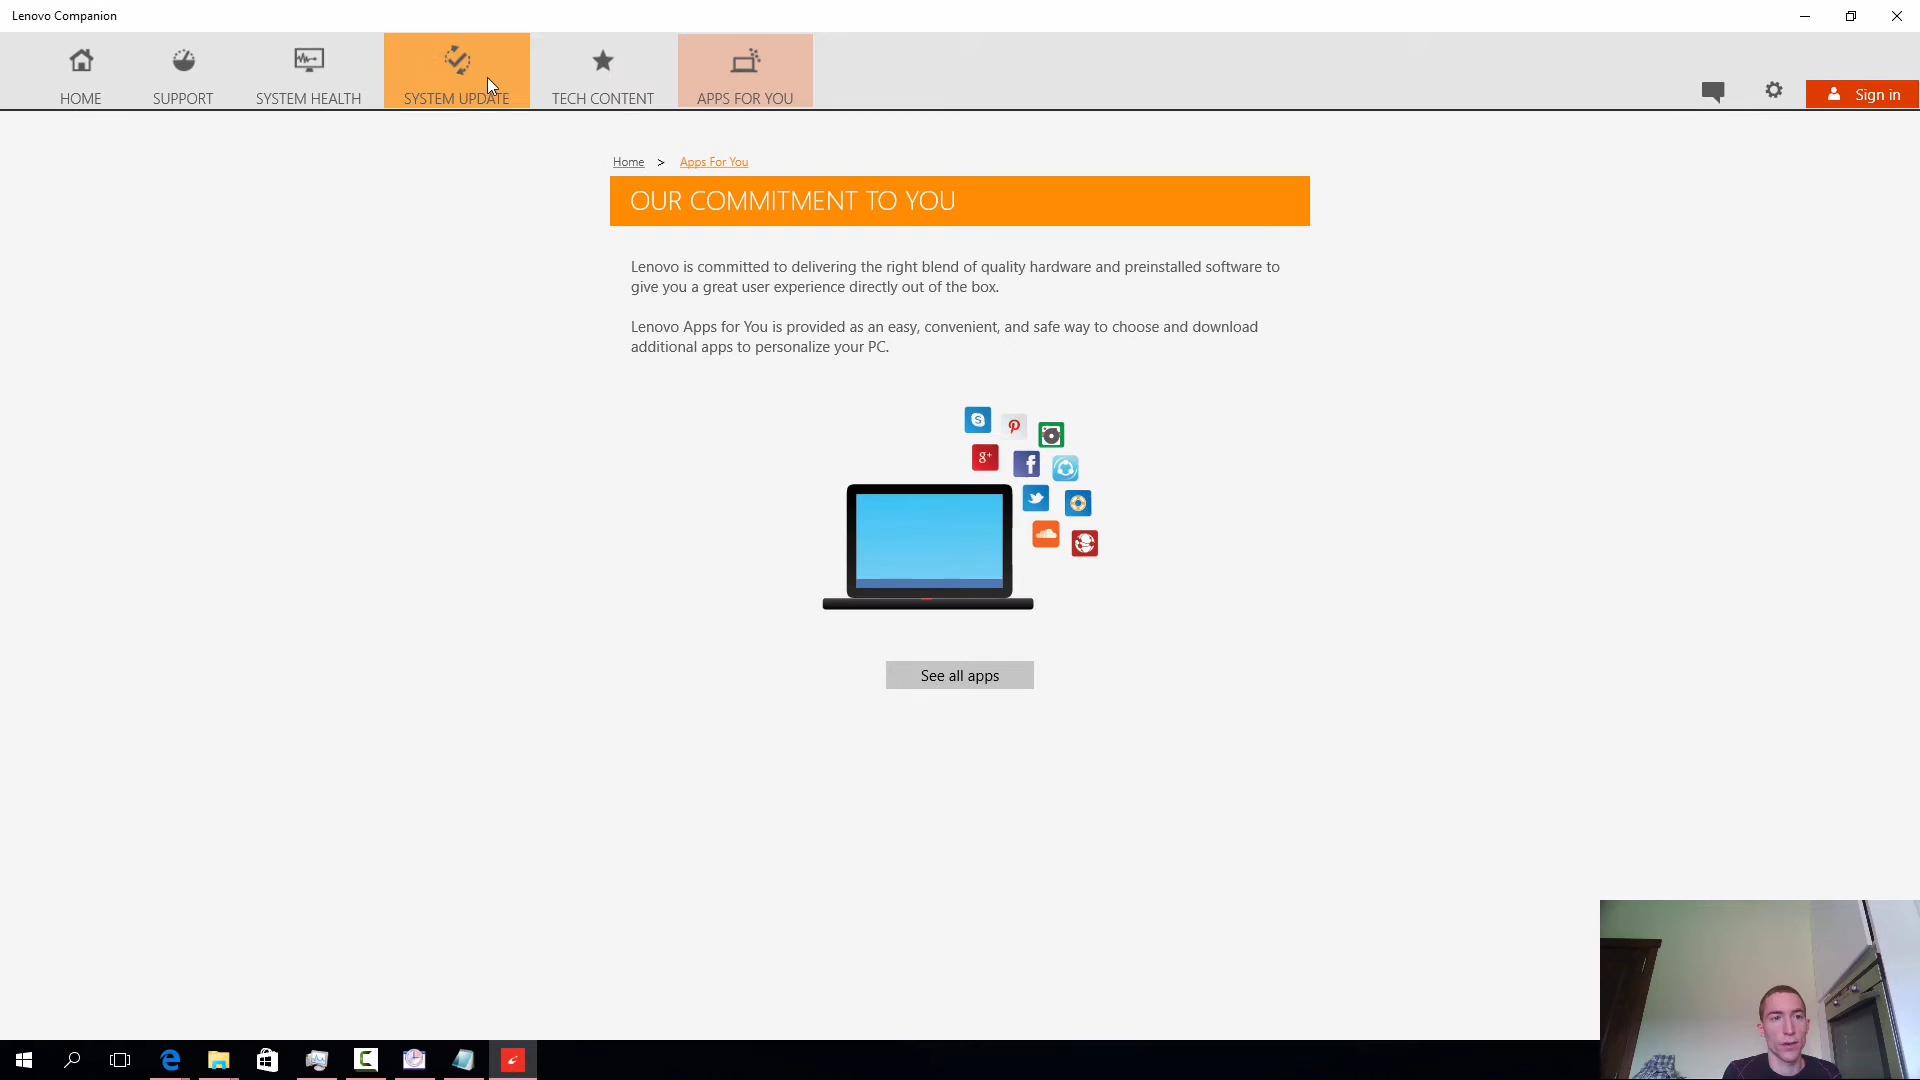 Lenovo Companion
HOME
SUPPORT
SYSTEM HEALTH
SYSTEM UPDATE
TECH CONTENT
APPS FOR YOU
Sign in
Home > Apps For You
OUR COMMITMENT TO YOU
Lenovo is committed to delivering the right blend of quality hardware and preinstalled software to
give you a great user experience directly out of the box.
Lenovo Apps for You is provided as an easy, convenient, and safe way to choose and download
additional apps to personalize your PC.
See all apps